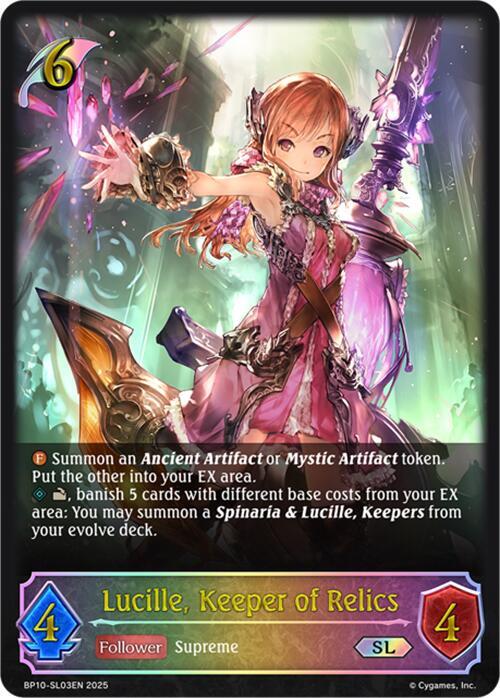 6
F Summon an Ancient Artifact or Mystic Artifact token.
Put the other into your EX area.
, banish 5 cards with different base costs from your EX
area: You may summon a Spinaria & Lucille, Keepers from
your evolve deck.
Lucille, Keeper of Relics
4
4
Follower Supreme
SL
BP10-SL03EN 2025
© Cygames, Inc.